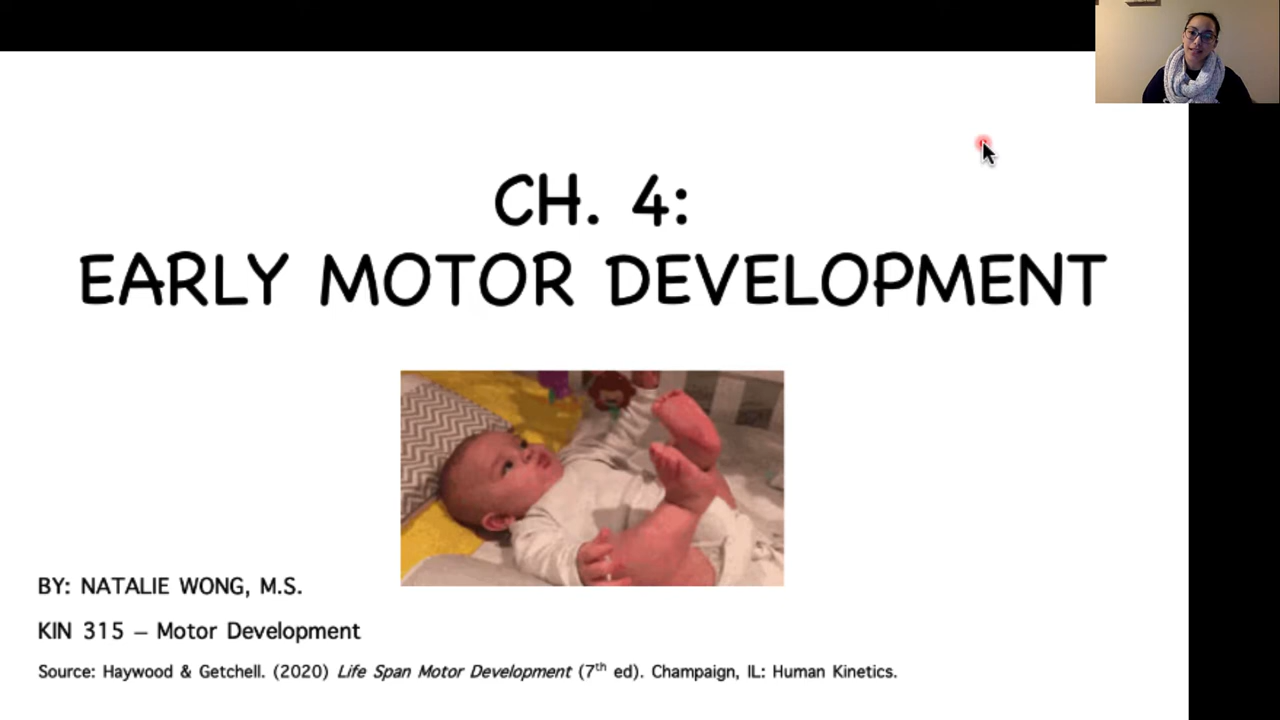 CH. 4:
EARLY MOTOR DEVELOPMENT
BY: NATALIE WONG, M.S.
KIN 315 – Motor Development
Source: Haywood & Getchell. (2020) Life Span Motor Development (7th ed). Champaign, IL: Human Kinetics.